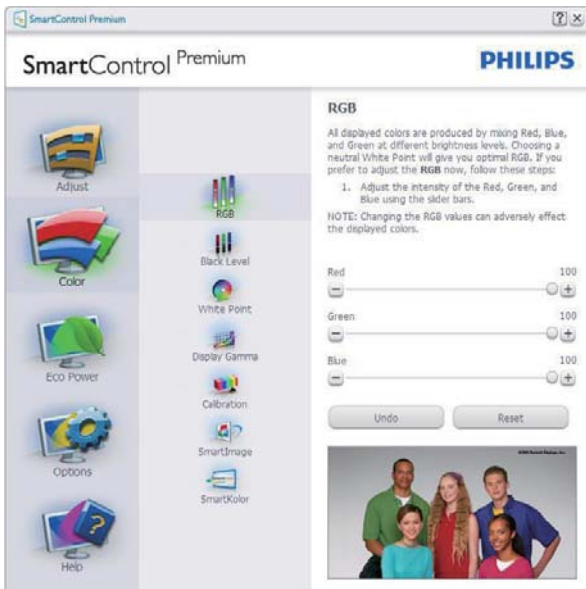 SmartControl Premium
SmartControl Premium
PHILIPS
Adjust
Color
Eco Power
Options
Help
RGB
Black Level
White Point
Display Gamma
Calibration
SmartImage
SmartKolor
RGB
All displayed colors are produced by mixing Red, Blue,
and Green at different brightness levels. Choosing a
neutral White Point will give you optimal RGB. If you
prefer to adjust the RGB now, follow these steps:
1. Adjust the intensity of the Red, Green, and
Blue using the slider bars.
NOTE: Changing the RGB values can adversely effect
the displayed colors.
Red 100
Green 100
Blue 100
Undo Reset